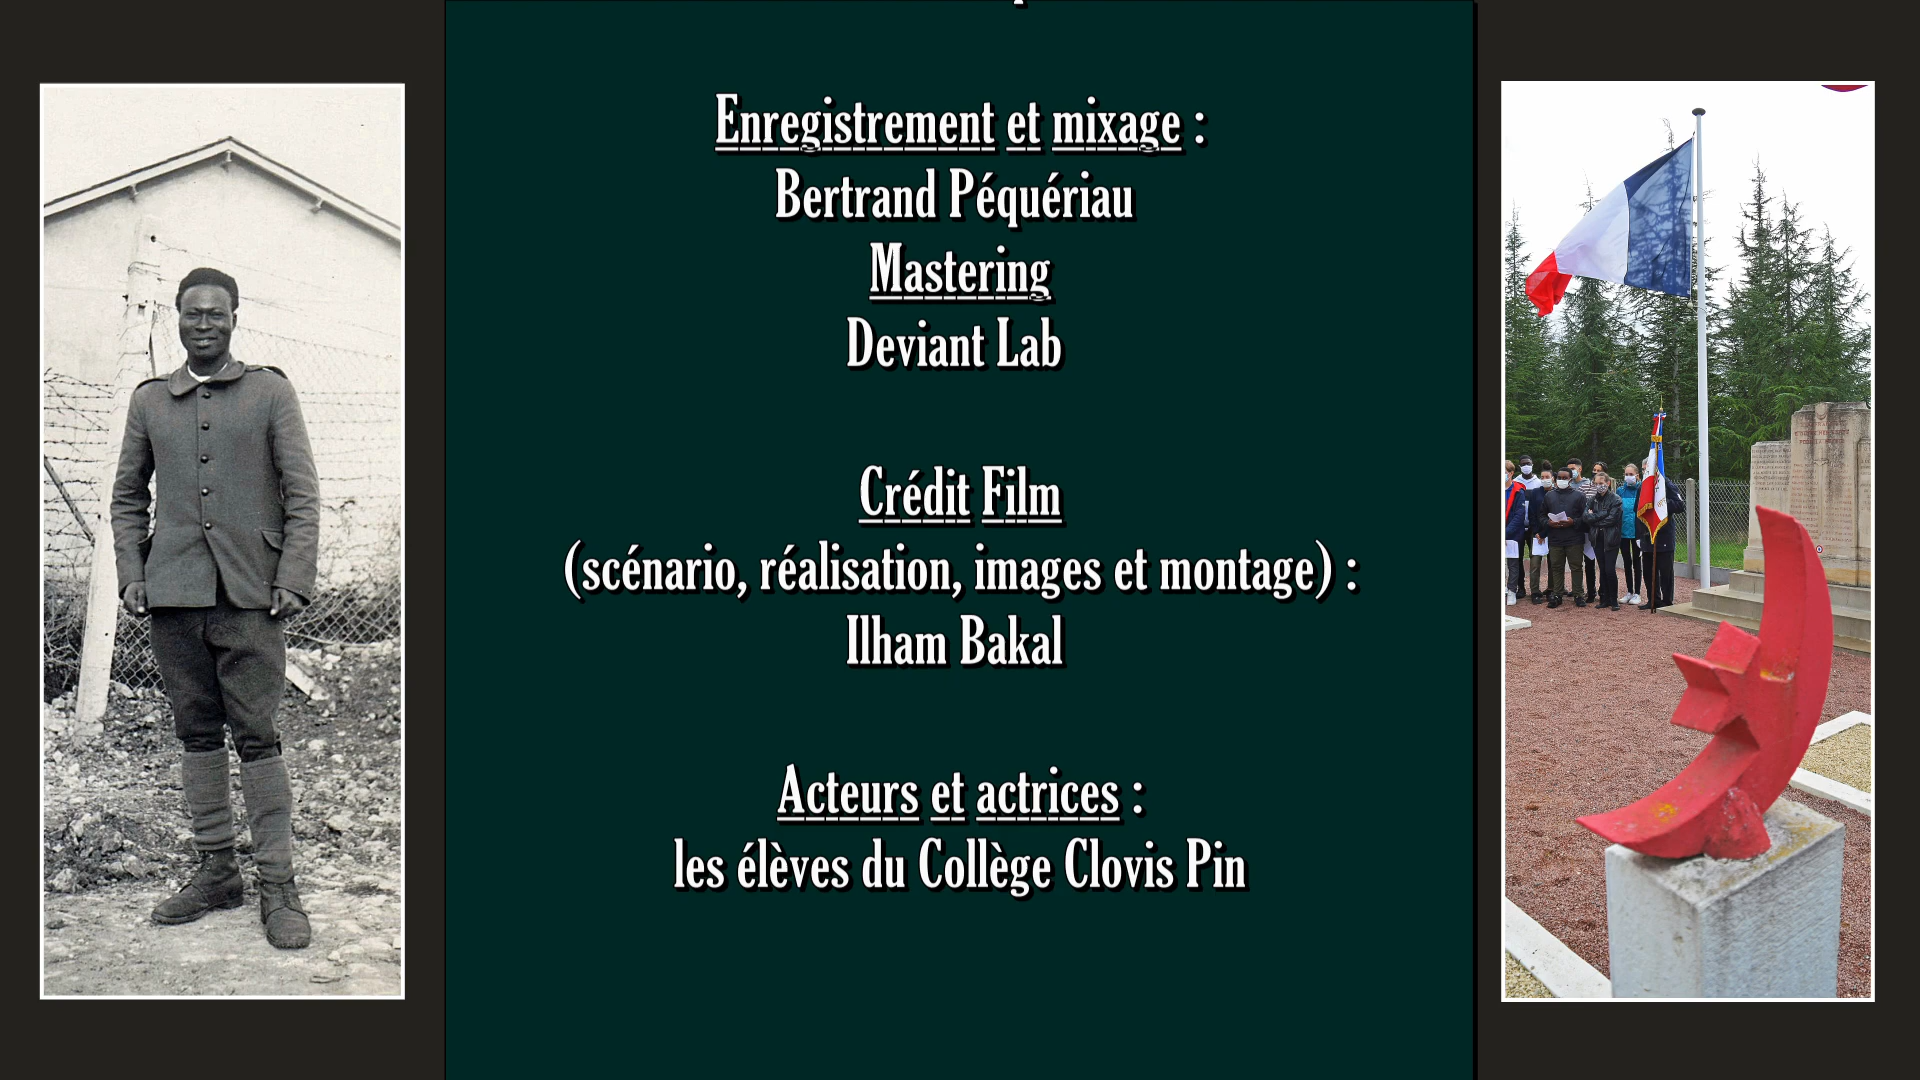 Enregistrement et mixage :
Bertrand Péquériau
Mastering
Deviant Lab
Crédit Film
(scénario, réalisation, images et montage) :
Ilham Bakal
Acteurs et actrices :
les élèves du Collège Clovis Pin